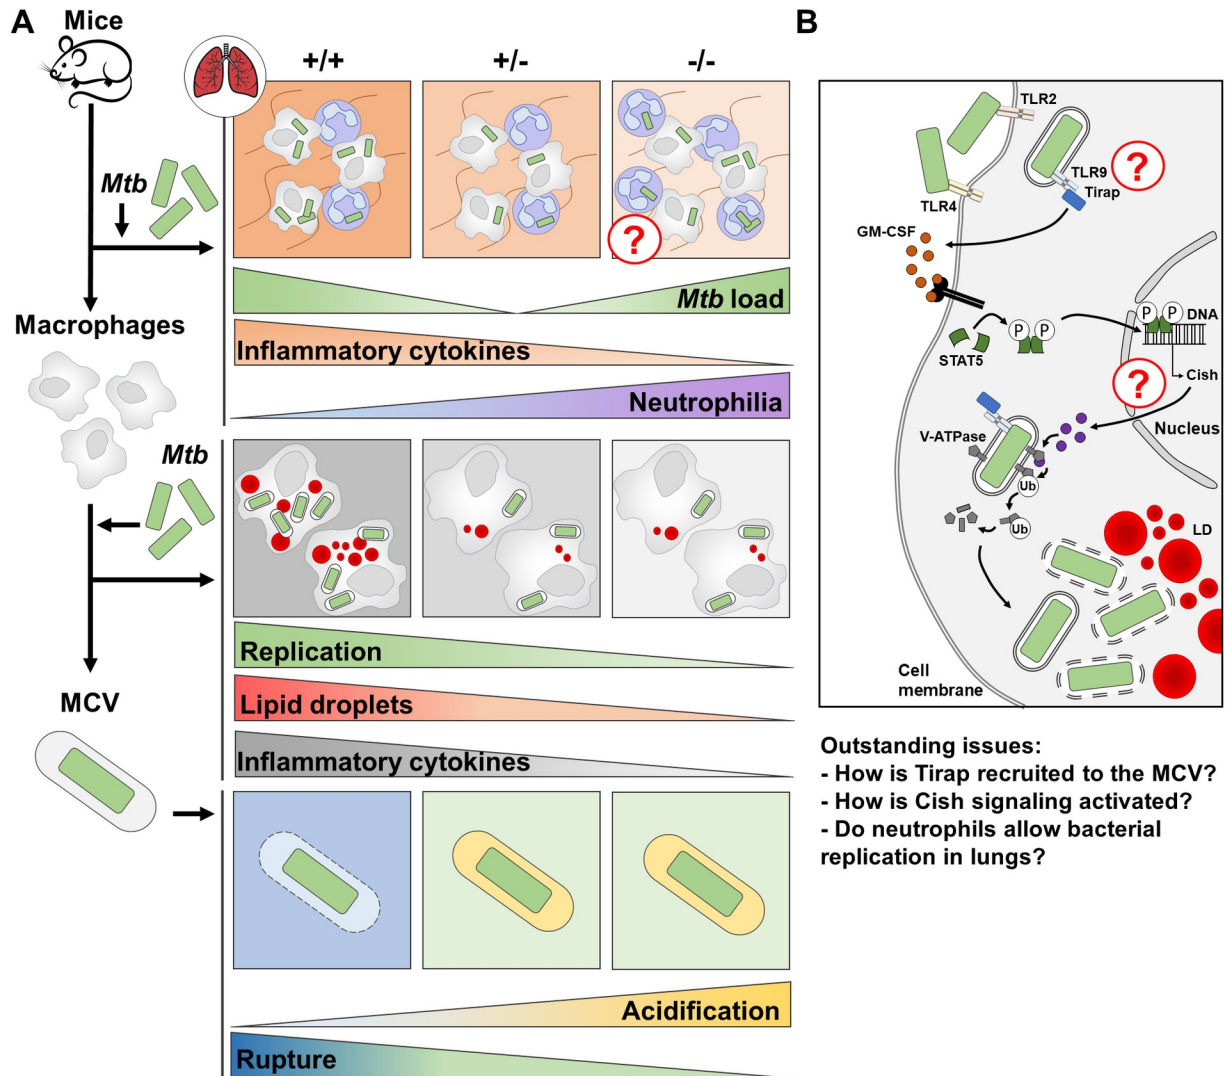 A
Mice
+/+
+/-
-/-
Mtb
?
Mtb load
Inflammatory cytokines
Neutrophilia
Macrophages
Mtb
Replication
Lipid droplets
Inflammatory cytokines
MCV
Acidification
Rupture
B
TLR2
TLR9
?
Tirap
TLR4
GM-CSF
P P
DNA
P P
STAT5
Cish
?
Nucleus
V-ATPase
Ub
Ub
LD
Cell
membrane
Outstanding issues:
- How is Tirap recruited to the MCV?
- How is Cish signaling activated?
- Do neutrophils allow bacterial
replication in lungs?